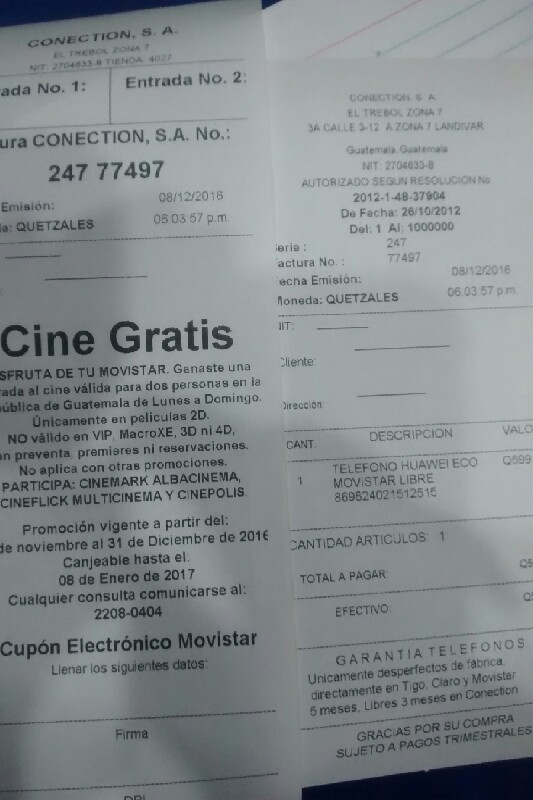 CONECTION, S. A.
EL TREBOL ZONA 7
NIT: 2704633-8 TIENDA 4027
ada No. 1:
Entrada No. 2:
ura CONECTION, S.A. No.:
247 77497
Emisión: 08/12/2016
a: QUETZALES 06:03:57 p.m.
Cine Gratis
SFRUTA DE TU MOVISTAR. Ganaste una
rada al cine válida para dos personas en la
pública de Guatemala de Lunes a Domingo.
Únicamente en películas 2D.
NO válido en VIP, MacroXE, 3D ni 4D,
en preventa, premieres ni reservaciones.
No aplica con otras promociones.
PARTICIPA: CINEMARK ALBACINEMA,
CINEFLICK MULTICINEMA Y CINEPOLIS.
Promoción vigente a partir del:
de noviembre al 31 de Diciembre de 2016
Canjeable hasta el:
08 de Enero de 2017
Cualquier consulta comunicarse al:
2208-0404
Cupón Electrónico Movistar
Llenar los siguientes datos:
Firma
DPI
CONECTION, S. A.
EL TREBOL ZONA 7
3A CALLE 3-12 A ZONA 7 LANDIVAR
Guatemala, Guatemala
NIT: 2704633-8
AUTORIZADO SEGUN RESOLUCION No
2012-1-48-37904
De Fecha: 26/10/2012
Del: 1 Al: 1000000
Serie : 247
actura No. : 77497
echa Emisión: 08/12/2016
Moneda: QUETZALES 06:03:57 p.m.
NIT:
Cliente:
Dirección:
CANT. DESCRIPCION VALO
1 TELEFONO HUAWEI ECO Q599
MOVISTAR LIBRE
869824021512515
CANTIDAD ARTICULOS: 1
TOTAL A PAGAR: Q5
EFECTIVO: Q
GARANTIA TELEFONOS
Unicamente desperfectos de fábrica,
directamente en Tigo, Claro y Movistar
6 meses, Libres 3 meses en Conection
GRACIAS POR SU COMPRA
SUJETO A PAGOS TRIMESTRALES